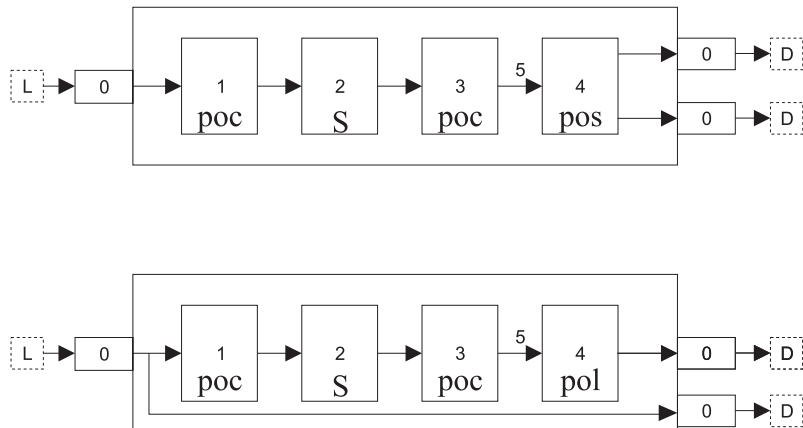 0 D
L 0 1 2 3 5 4
poc S poc pos
0 D
L 0 1 2 3 5 4 0 D
poc S poc pol
0 D